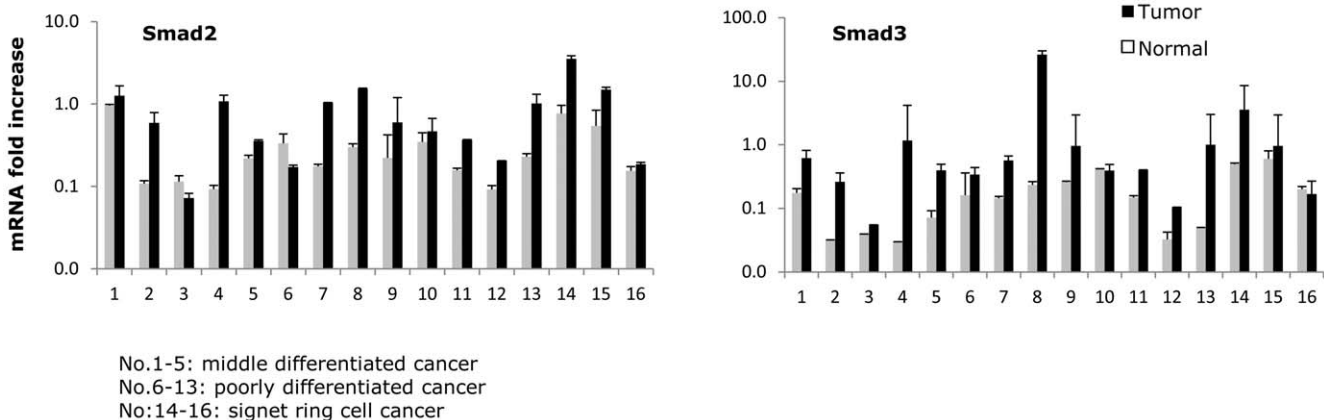 Smad2
mRNA fold increase
10.0
1.0
0.1
0.0
1 2 3 4 5 6 7 8 9 10 11 12 13 14 15 16
Smad3
Tumor
Normal
100.0
10.0
1.0
0.1
0.0
1 2 3 4 5 6 7 8 9 10 11 12 13 14 15 16
No.1-5: middle differentiated cancer
No.6-13: poorly differentiated cancer
No:14-16: signet ring cell cancer